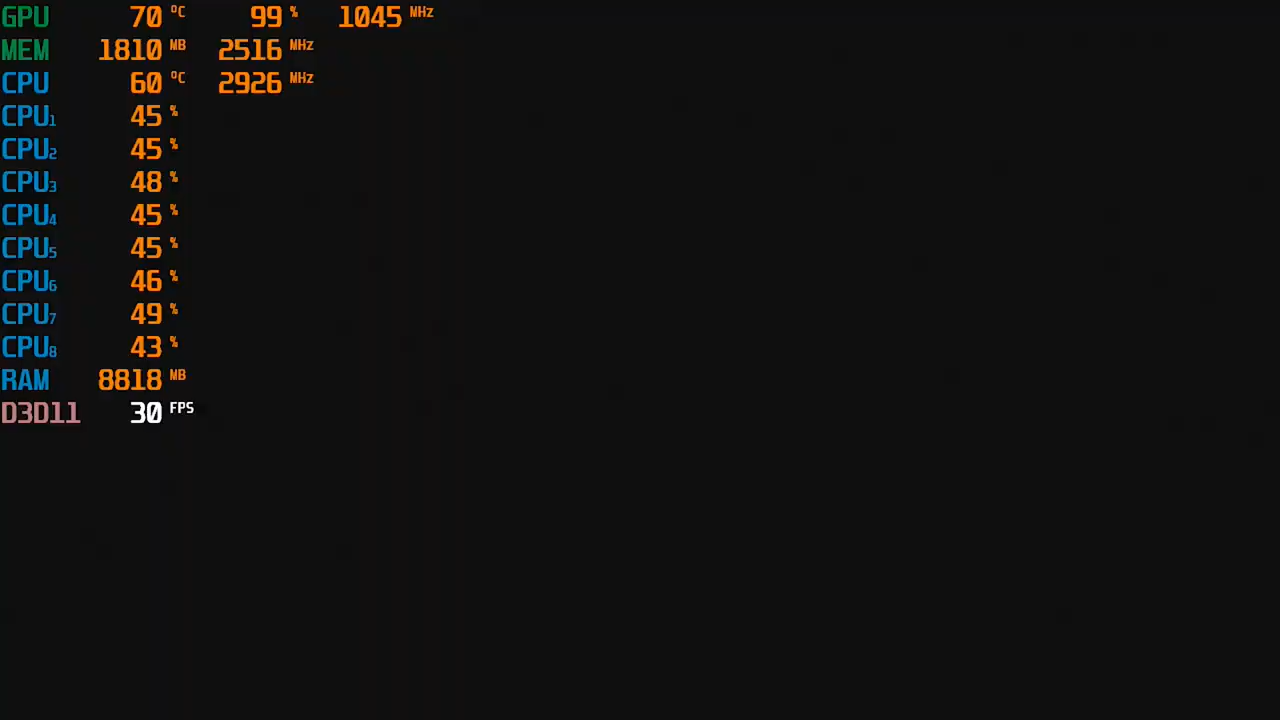 GPU 70 °C 99 % 1045 MHz
MEM 1810 MB 2516 MHz
CPU 60 °C 2926 MHz
CPU1 45 %
CPU2 45 %
CPU3 48 %
CPU4 45 %
CPU5 45 %
CPU6 46 %
CPU7 49 %
CPU8 43 %
RAM 8818 MB
D3D11 30 FPS